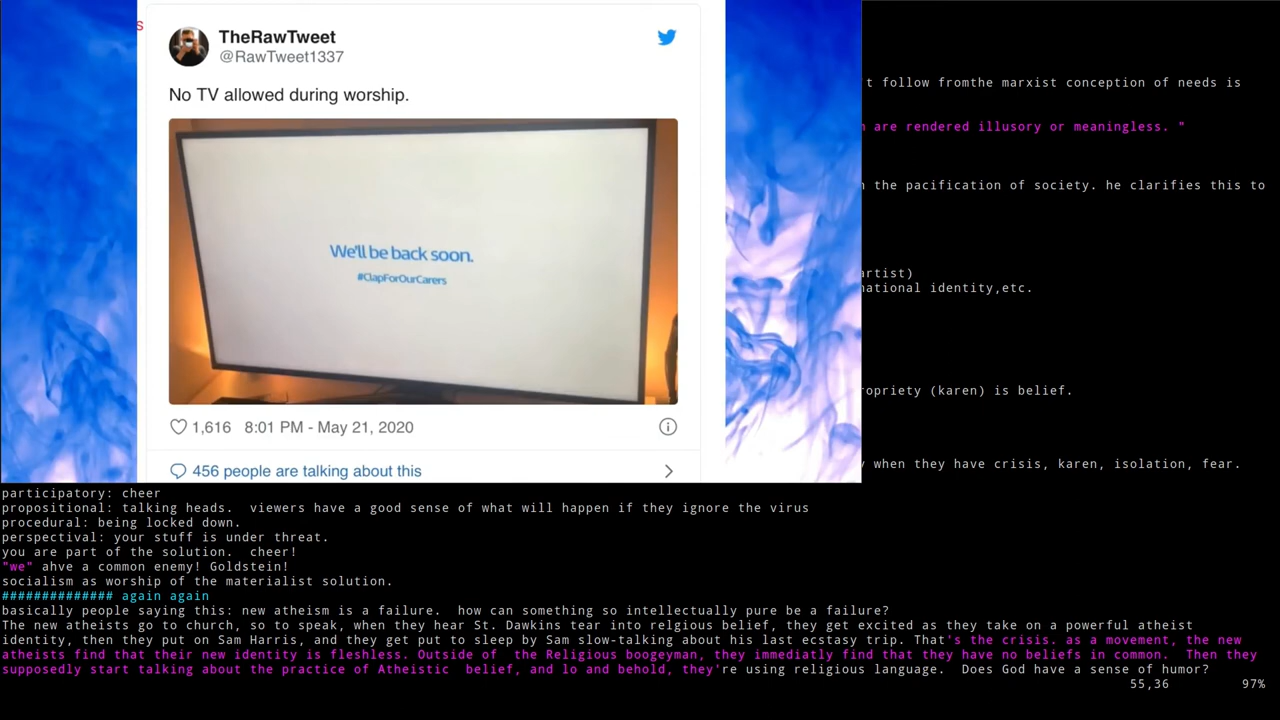 s
TheRawTweet
@RawTweet1337
No TV allowed during worship.
We'll be back soon.
#ClapForOurCarers
1,616 8:01 PM - May 21, 2020
456 people are talking about this
't follow fromthe marxist conception of needs is
are rendered illusory or meaningless. "
the pacification of society. he clarifies this to
artist)
national identity,etc.
ropriety (karen) is belief.
when they have crisis, karen, isolation, fear.
participatory: cheer
propositional: talking heads.  viewers have a good sense of what will happen if they ignore the virus
procedural: being locked down.
perspectival: your stuff is under threat.
you are part of the solution.  cheer!
"we" ahve a common enemy! Goldstein!
socialism as worship of the materialist solution.
############## again again
basically people saying this: new atheism is a failure.  how can something so intellectually pure be a failure?
The new atheists go to church, so to speak, when they hear St. Dawkins tear into relgious belief, they get excited as they take on a powerful atheist
identity, then they put on Sam Harris, and they get put to sleep by Sam slow-talking about his last ecstasy trip. That's the crisis. as a movement, the new
atheists find that their new identity is fleshless. Outside of  the Religious boogeyman, they immediatly find that they have no beliefs in common.  Then they
supposedly start talking about the practice of Atheistic  belief, and lo and behold, they're using religious language.  Does God have a sense of humor?
55,36 97%